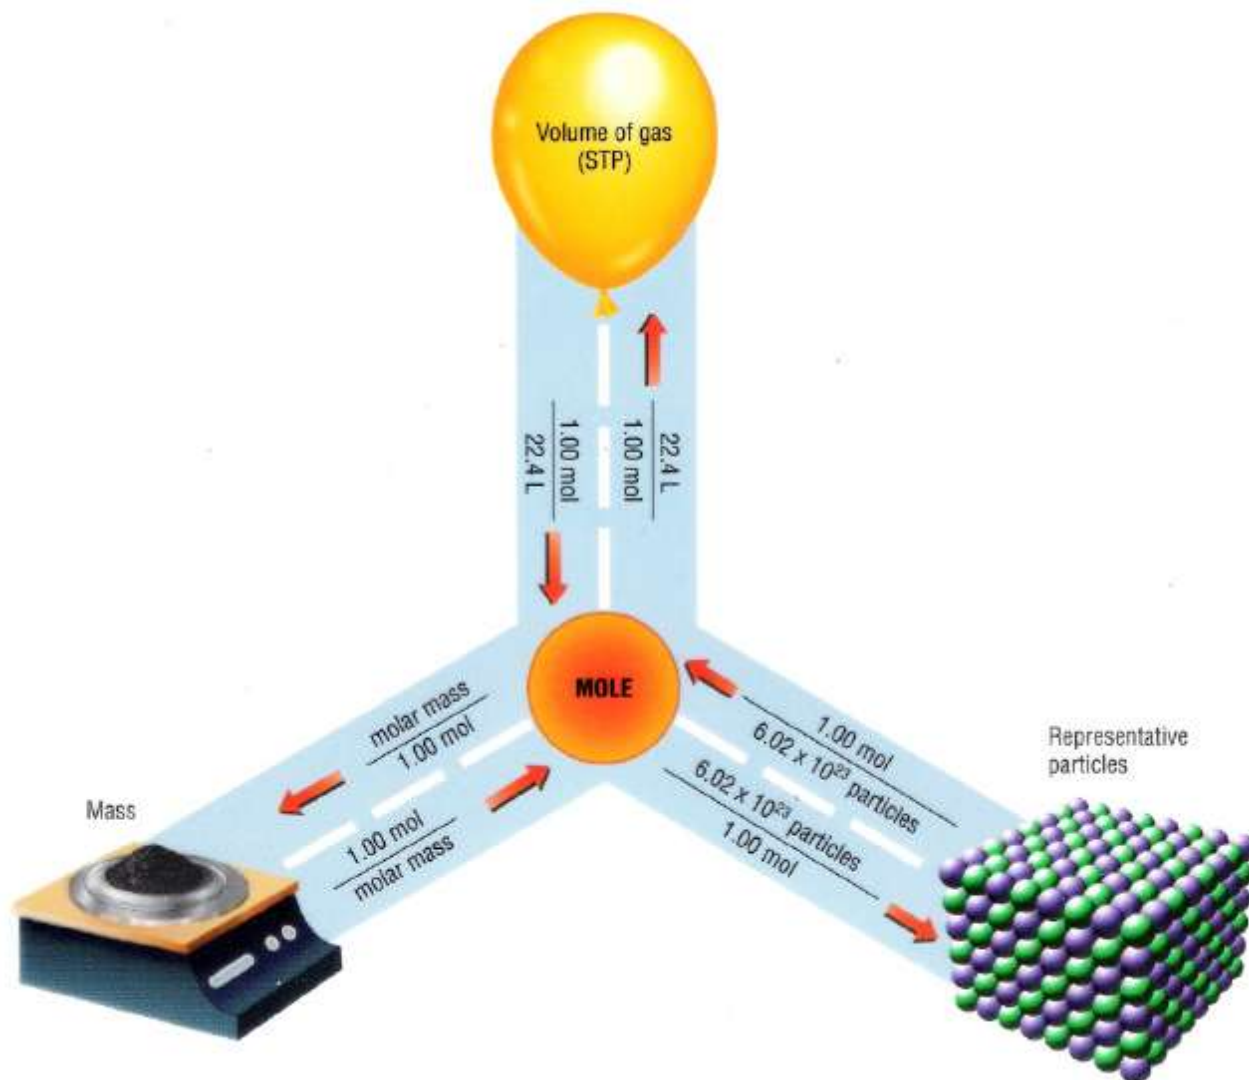 Volume of gas
(STP)
1.00 mol
22.4 L
22.4 L
1.00 mol
MOLE
molar mass
1.00 mol
1.00 mol
molar mass
1.00 mol
6.02 x 10²³ particles
6.02 x 10²³ particles
1.00 mol
Mass
Representative
particles